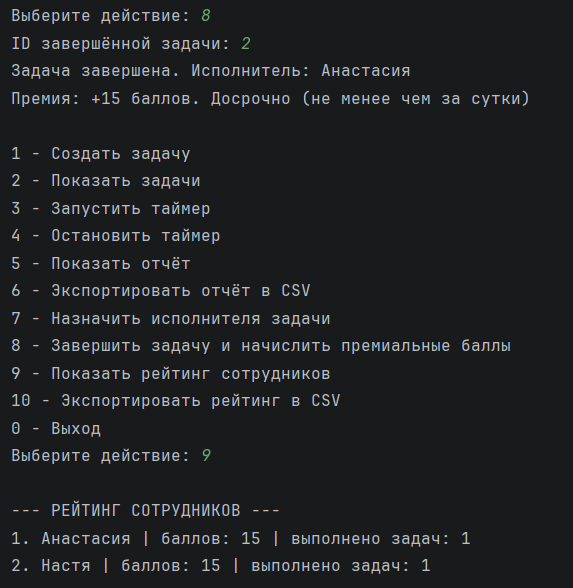 Выберите действие: 8
ID завершённой задачи: 2
Задача завершена. Исполнитель: Анастасия
Премия: +15 баллов. Досрочно (не менее чем за сутки)
1 - Создать задачу
2 - Показать задачи
3 - Запустить таймер
4 - Остановить таймер
5 - Показать отчёт
6 - Экспортировать отчёт в CSV
7 - Назначить исполнителя задачи
8 - Завершить задачу и начислить премиальные баллы
9 - Показать рейтинг сотрудников
10 - Экспортировать рейтинг в CSV
0 - Выход
Выберите действие: 9
--- РЕЙТИНГ СОТРУДНИКОВ ---
1. Анастасия | баллов: 15 | выполнено задач: 1
2. Настя | баллов: 15 | выполнено задач: 1